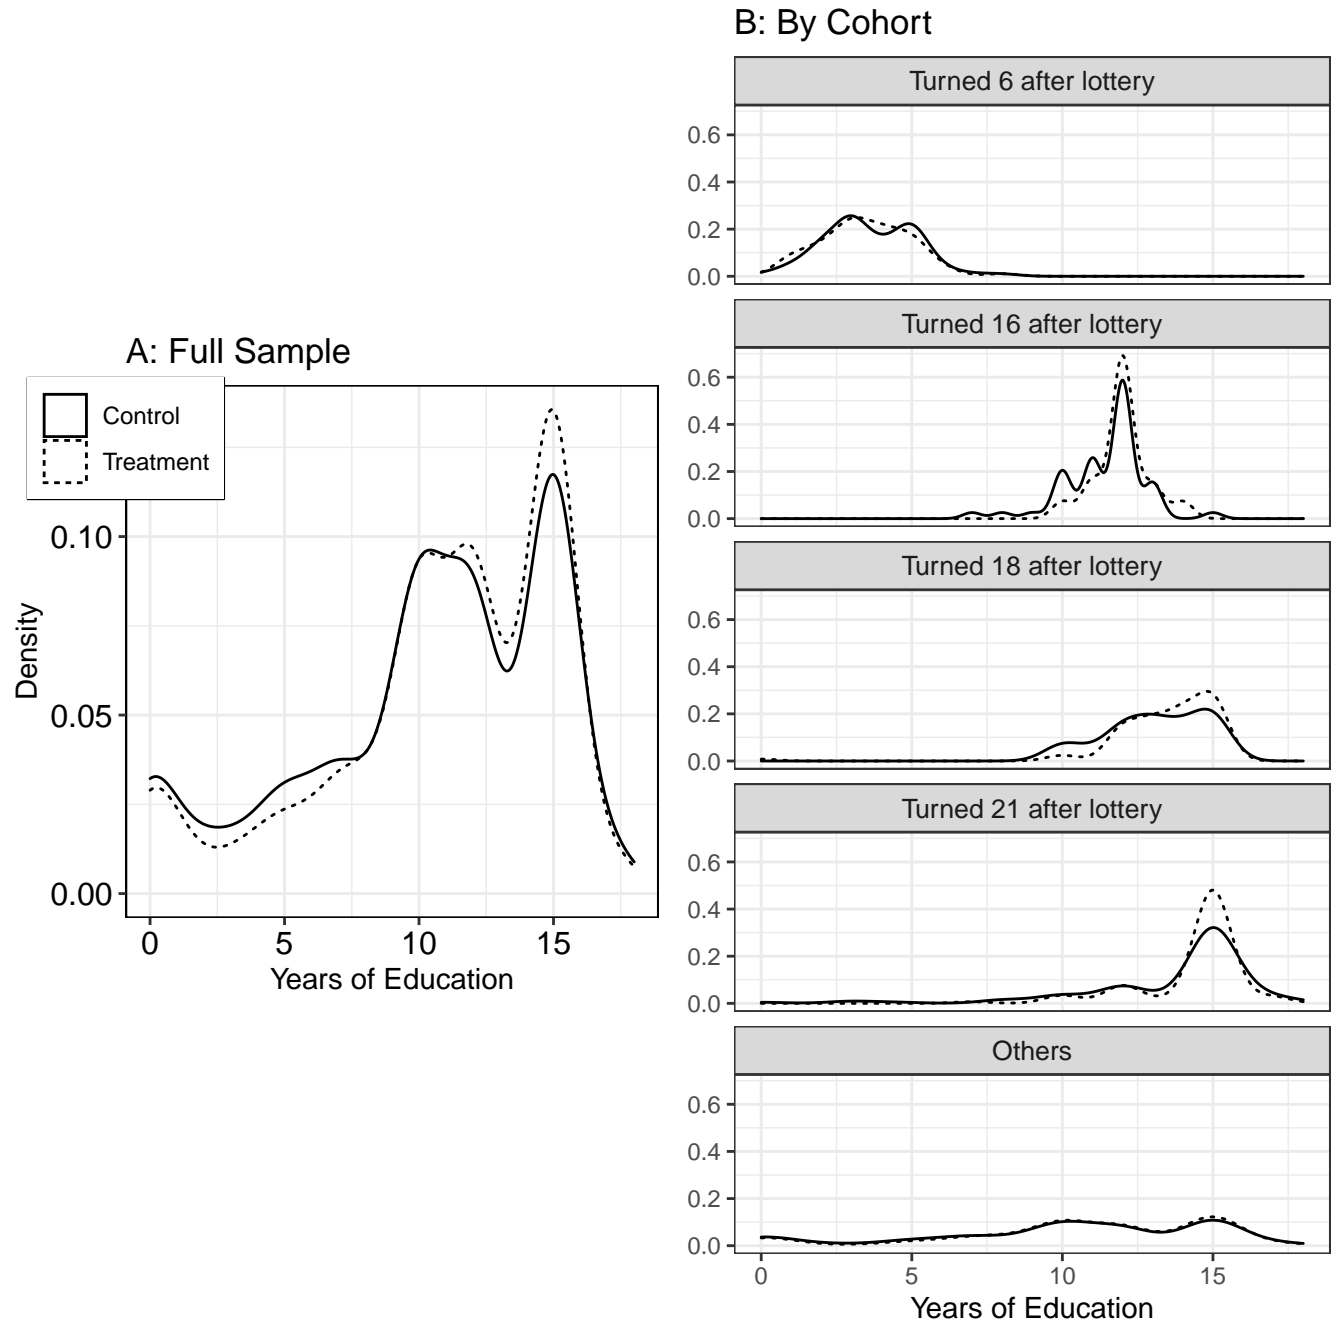 B: By Cohort
Turned 6 after lottery
0.6
0.4
0.2
0.0
Turned 16 after lottery
0.6
0.4
0.2
0.0
Turned 18 after lottery
0.6
0.4
0.2
0.0
Turned 21 after lottery
0.6
0.4
0.2
0.0
Others
0.6
0.4
0.2
0.0
0 5 10 15
Years of Education
A: Full Sample
Control
Treatment
0.10
0.05
0.00
Density
0 5 10 15
Years of Education